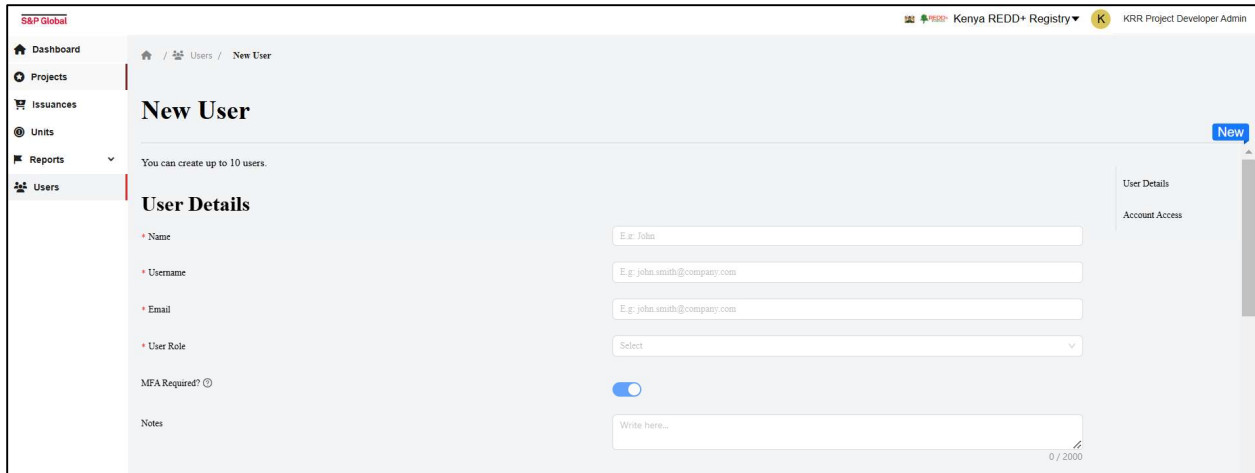 S&P Global
REDD+ Kenya REDD+ Registry K KRR Project Developer Admin
Dashboard
Projects
Issuances
Units
Reports
Users
/ Users / New User
New User
New
You can create up to 10 users.
User Details
Account Access
User Details
* Name E.g: John
* Username E.g: john.smith@company.com
* Email E.g: john.smith@company.com
* User Role Select
MFA Required?
Notes Write here...
0 / 2000